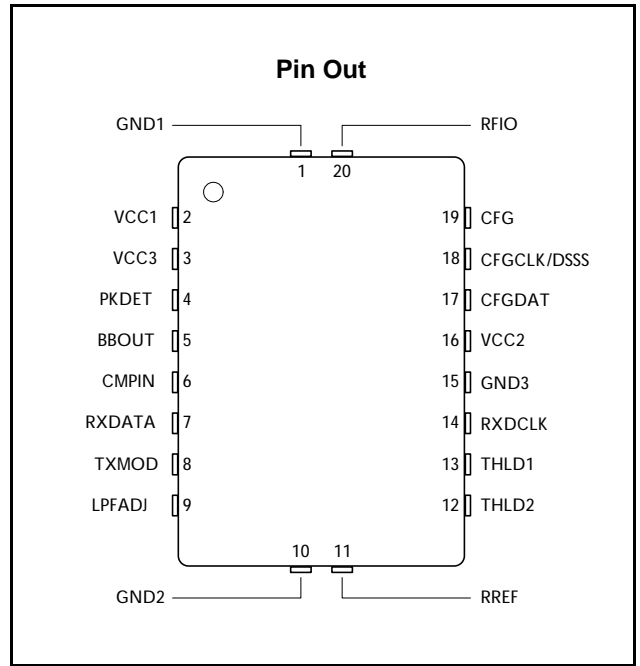 Pin Out
GND1 RFIO
1 20
VCC1 2 19 CFG
VCC3 3 18 CFGCLK/DSSS
PKDET 4 17 CFGDAT
BBOUT 5 16 VCC2
CMPIN 6 15 GND3
RXDATA 7 14 RXDCLK
TXMOD 8 13 THLD1
LPFADJ 9 12 THLD2
10 11
GND2 RREF